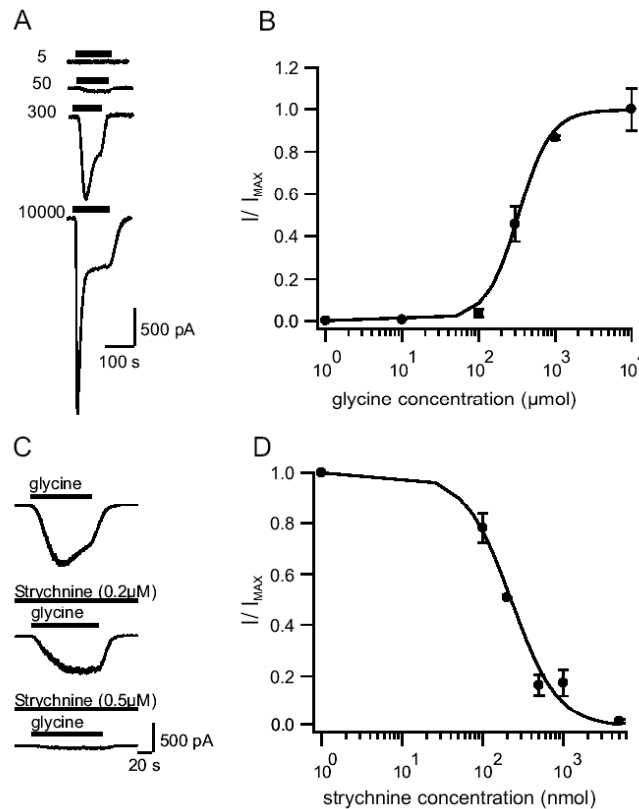 A
5
50
300
10000
500 pA
100 s
B
1.2
1.0
0.8
0.6
0.4
0.2
0.0
I/ I_MAX
10^0 10^1 10^2 10^3 10^4
glycine concentration (µmol)
C
glycine
Strychnine (0.2µM)
glycine
Strychnine (0.5µM)
glycine
500 pA
20 s
D
1.0
0.8
0.6
0.4
0.2
0.0
I/ I_MAX
10^0 10^1 10^2 10^3
strychnine concentration (nmol)